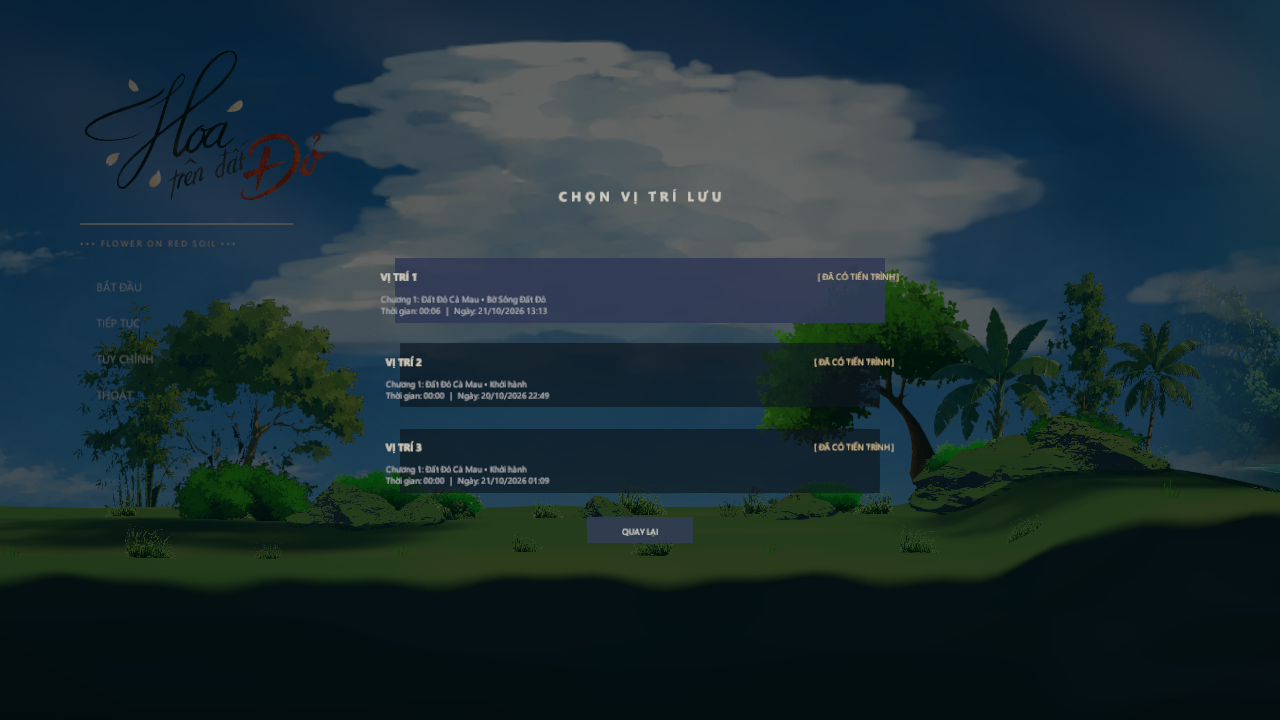 Hoa
trên đất Đỏ
••• FLOWER ON RED SOIL •••
BẮT ĐẦU
TIẾP TỤC
TÙY CHỈNH
THOÁT
CHỌN VỊ TRÍ LƯU
VỊ TRÍ 1
[ ĐÃ CÓ TIẾN TRÌNH ]
Chương 1: Đất Đỏ Cà Mau • Bờ Sông Đất Đỏ
Thời gian: 00:06 | Ngày: 21/10/2026 13:13
VỊ TRÍ 2
[ ĐÃ CÓ TIẾN TRÌNH ]
Chương 1: Đất Đỏ Cà Mau • Khởi hành
Thời gian: 00:00 | Ngày: 20/10/2026 22:49
VỊ TRÍ 3
[ ĐÃ CÓ TIẾN TRÌNH ]
Chương 1: Đất Đỏ Cà Mau • Khởi hành
Thời gian: 00:00 | Ngày: 21/10/2026 01:09
QUAY LẠI